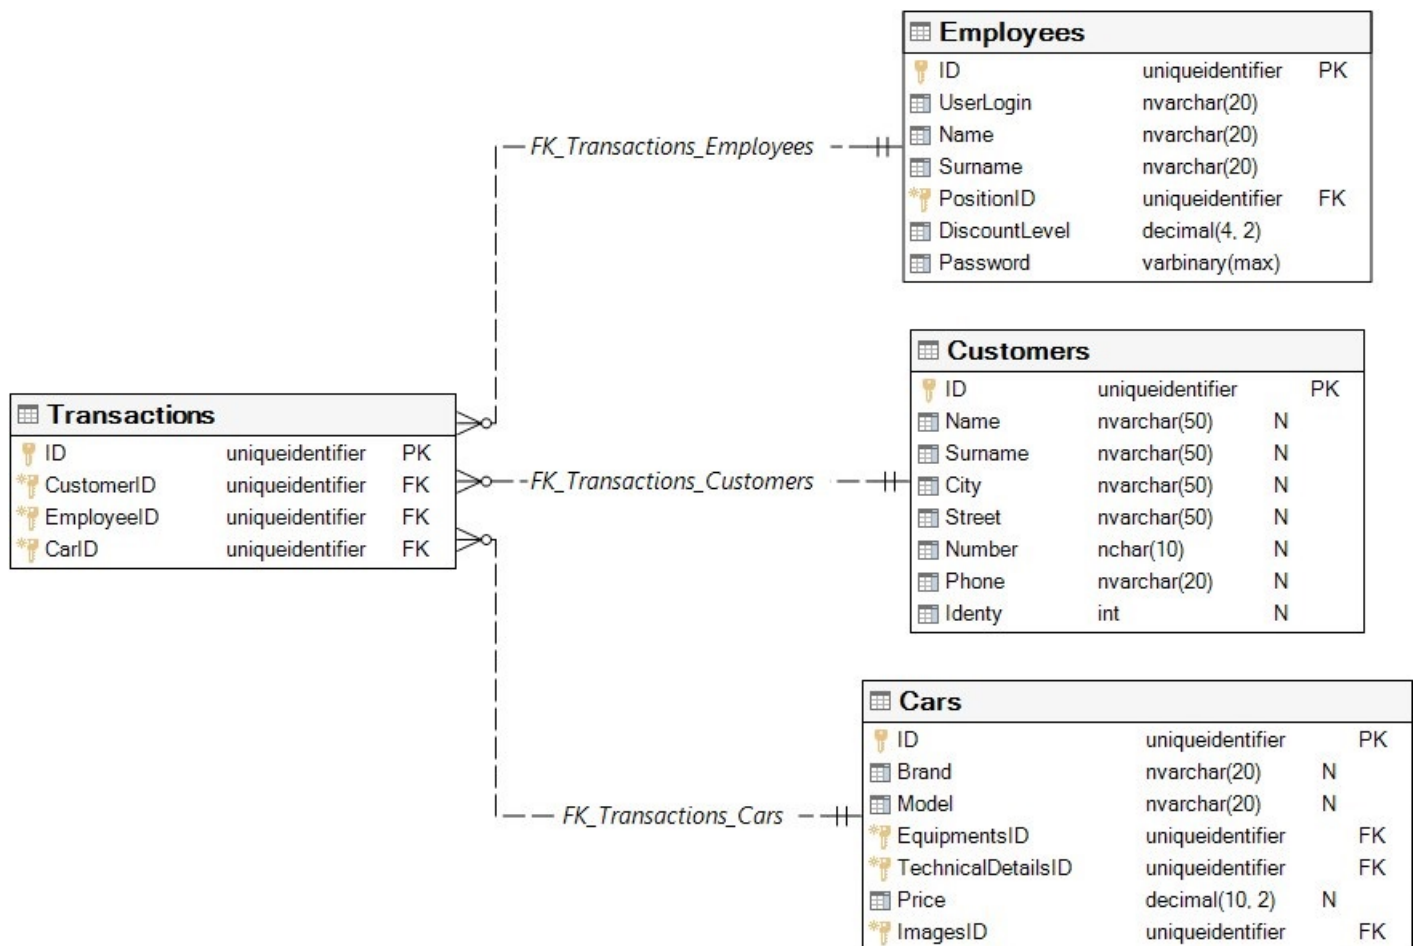 Employees
ID uniqueidentifier PK
UserLogin nvarchar(20)
Name nvarchar(20)
Surname nvarchar(20)
PositionID uniqueidentifier FK
DiscountLevel decimal(4, 2)
Password varbinary(max)
FK_Transactions_Employees
Customers
ID uniqueidentifier PK
Name nvarchar(50) N
Surname nvarchar(50) N
City nvarchar(50) N
Street nvarchar(50) N
Number nchar(10) N
Phone nvarchar(20) N
Identy int N
Transactions
ID uniqueidentifier PK
CustomerID uniqueidentifier FK
EmployeeID uniqueidentifier FK
CarID uniqueidentifier FK
FK_Transactions_Customers
FK_Transactions_Cars
Cars
ID uniqueidentifier PK
Brand nvarchar(20) N
Model nvarchar(20) N
EquipmentsID uniqueidentifier FK
TechnicalDetailsID uniqueidentifier FK
Price decimal(10, 2) N
ImagesID uniqueidentifier FK